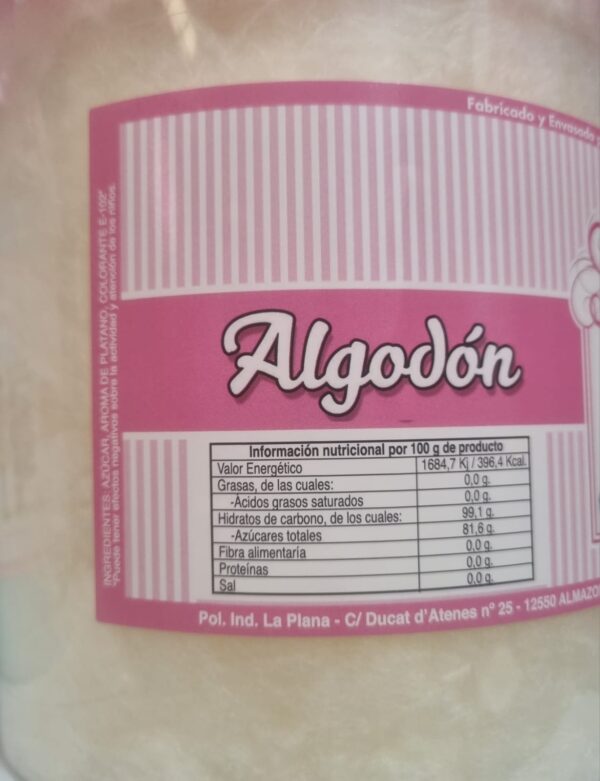 Fabricado y Envasado
Algodón
Información nutricional por 100 g de producto
Valor Energético 1684,7 Kj / 396,4 Kcal.
Grasas, de las cuales: 0,0 g.
-Ácidos grasos saturados 0,0 g.
Hidratos de carbono, de los cuales: 99,1 g.
-Azúcares totales 81,6 g.
Fibra alimentaria 0,0 g.
Proteínas 0,0 g.
Sal 0,0 g.
Pol. Ind. La Plana - C/ Ducat d'Atenes nº 25 - 12550 ALMAZO
INGREDIENTES: AZÚCAR, AROMA DE PLATANO, COLORANTE E-102*
*Puede tener efectos negativos sobre la actividad y atención de los niños.